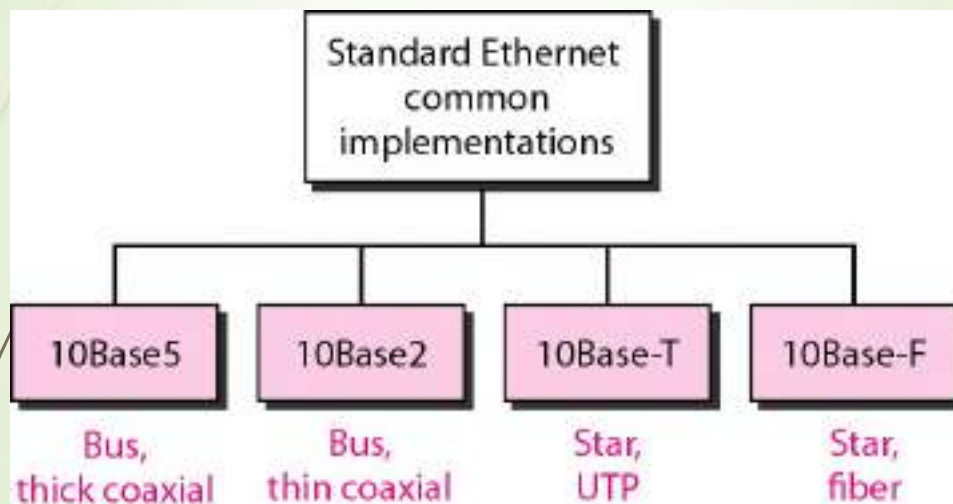 Standard Ethernet
common
implementations
10Base5
10Base2
10Base-T
10Base-F
Bus,
thick coaxial
Bus,
thin coaxial
Star,
UTP
Star,
fiber